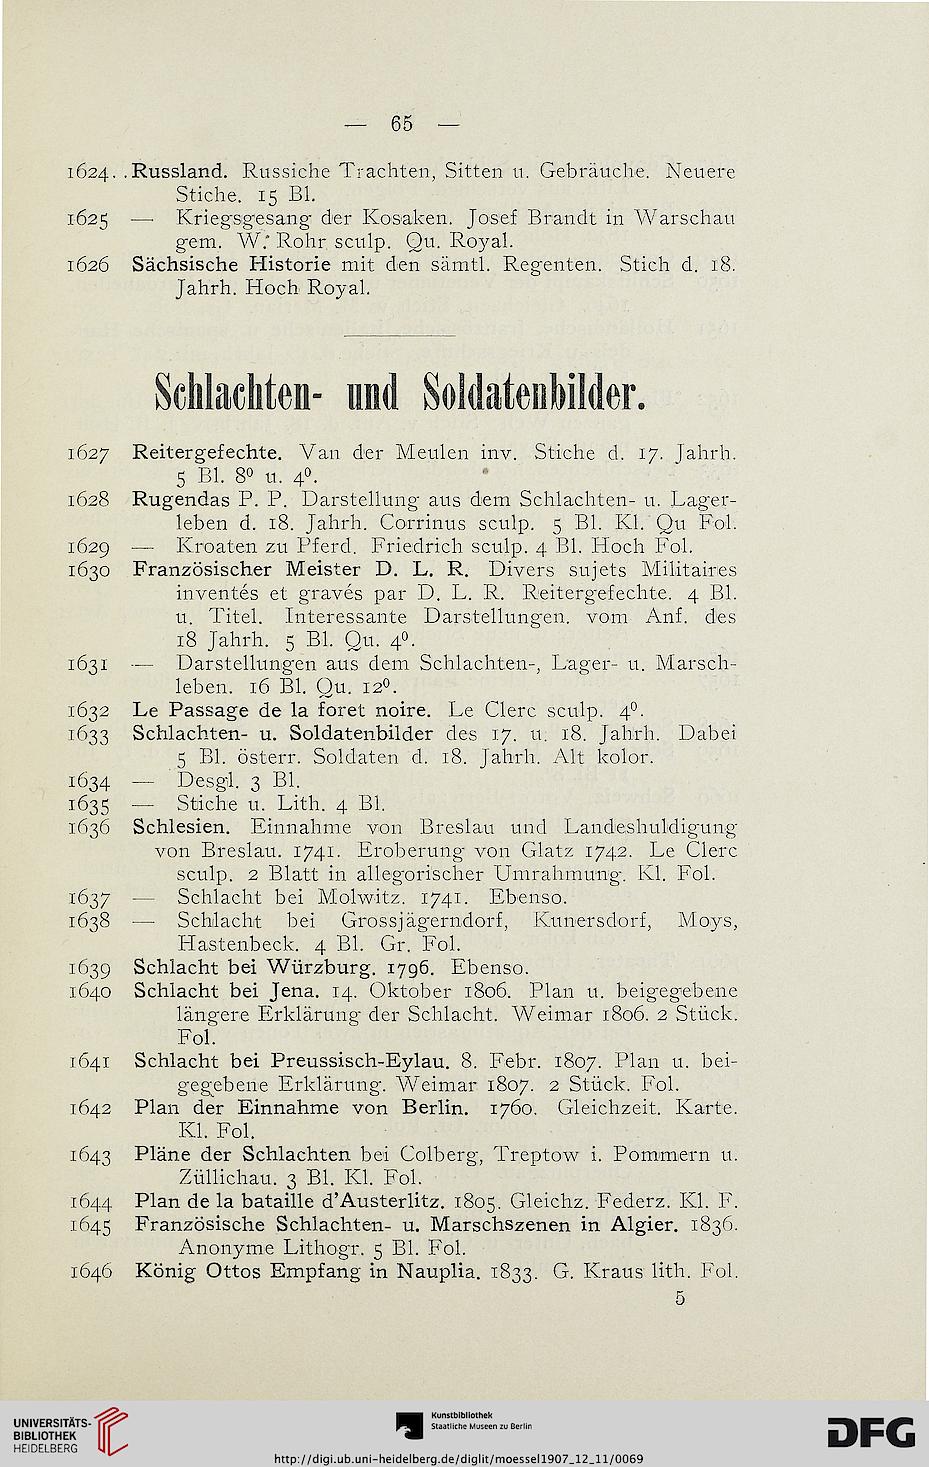 — 65 —
1624. . Russland. Russiche Trachten, Sitten u. Gebräuche. Neuere
Stiche. 15 Bl.
1625 — Kriegsgesang der Kosaken. Josef Brandt in Warschau
gem. W. Rohr sculp. Qu. Royal.
1626 Sächsische Historie mit den sämtl. Regenten. Stich d. 18.
Jahrh. Hoch Royal.
Schlachten- und Soldatenbilder.
1627 Reitergefechte. Van der Meulen inv. Stiche d. 17. Jahrh.
5 Bl. 8⁰ u. 4⁰.
1628 Rugendas P. P. Darstellung aus dem Schlachten- u. Lager-
leben d. 18. Jahrh. Corrinus sculp. 5 Bl. Kl. Qu Fol.
1629 — Kroaten zu Pferd. Friedrich sculp. 4 Bl. Hoch Fol.
1630 Französischer Meister D. L. R. Divers sujets Militaires
inventés et gravés par D. L. R. Reitergefechte. 4 Bl.
u. Titel. Interessante Darstellungen. vom Anf. des
18 Jahrh. 5 Bl. Qu. 4⁰.
1631 — Darstellungen aus dem Schlachten-, Lager- u. Marsch-
leben. 16 Bl. Qu. 12⁰.
1632 Le Passage de la foret noire. Le Clerc sculp. 4⁰.
1633 Schlachten- u. Soldatenbilder des 17. u. 18. Jahrh. Dabei
5 Bl. österr. Soldaten d. 18. Jahrh. Alt kolor.
1634 — Desgl. 3 Bl.
1635 — Stiche u. Lith. 4 Bl.
1636 Schlesien. Einnahme von Breslau und Landeshuldigung
von Breslau. 1741. Eroberung von Glatz 1742. Le Clerc
sculp. 2 Blatt in allegorischer Umrahmung. Kl. Fol.
1637 — Schlacht bei Molwitz. 1741. Ebenso.
1638 — Schlacht bei Grossjägerndorf, Kunersdorf, Moys,
Hastenbeck. 4 Bl. Gr. Fol.
1639 Schlacht bei Würzburg. 1796. Ebenso.
1640 Schlacht bei Jena. 14. Oktober 1806. Plan u. beigegebene
längere Erklärung der Schlacht. Weimar 1806. 2 Stück.
Fol.
1641 Schlacht bei Preussisch-Eylau. 8. Febr. 1807. Plan u. bei-
gegebene Erklärung. Weimar 1807. 2 Stück. Fol.
1642 Plan der Einnahme von Berlin. 1760. Gleichzeit. Karte.
Kl. Fol.
1643 Pläne der Schlachten bei Colberg, Treptow i. Pommern u.
Züllichau. 3 Bl. Kl. Fol.
1644 Plan de la bataille d'Austerlitz. 1805. Gleichz. Federz. Kl. F.
1645 Französische Schlachten- u. Marschszenen in Algier. 1836.
Anonyme Lithogr. 5 Bl. Fol.
1646 König Ottos Empfang in Nauplia. 1833. G. Kraus lith. Fol.
5
UNIVERSITÄTS-
BIBLIOTHEK
HEIDELBERG
Kunstbibliothek
Staatliche Museen zu Berlin
DFG
http://digi.ub.uni-heidelberg.de/diglit/moessel1907_12_11/0069